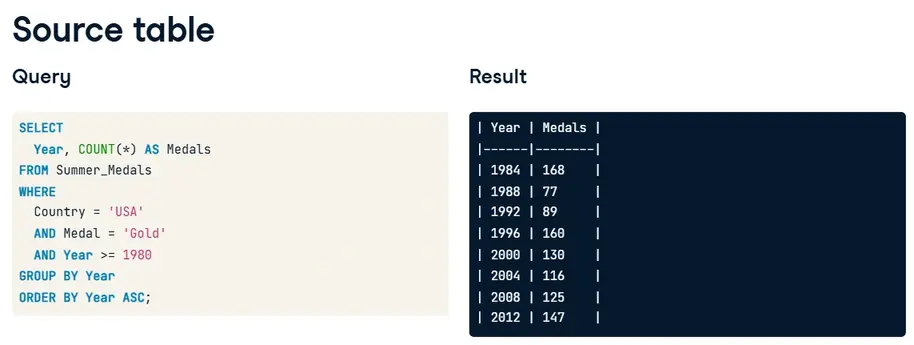 Source table
Query
SELECT
Year, COUNT(*) AS Medals
FROM Summer_Medals
WHERE
Country = 'USA'
AND Medal = 'Gold'
AND Year >= 1980
GROUP BY Year
ORDER BY Year ASC;
Result
| Year | Medals |
|------|--------|
| 1984 | 168    |
| 1988 | 77     |
| 1992 | 89     |
| 1996 | 160    |
| 2000 | 130    |
| 2004 | 116    |
| 2008 | 125    |
| 2012 | 147    |